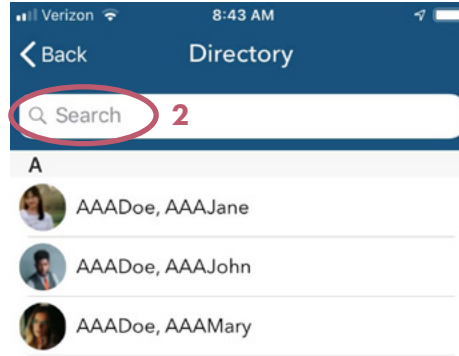 Verizon 8:43 AM
Back Directory
Search 2
A
AAADoe, AAAJane
AAADoe, AAAJohn
AAADoe, AAAMary